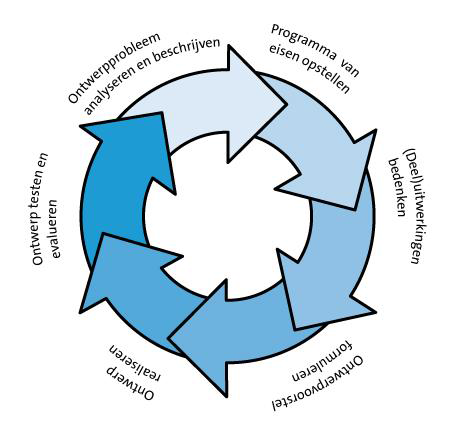 Ontwerpprobleem
analyseren en beschrijven
Programma van
eisen opstellen
(Deel)uitwerkingen
bedenken
Ontwerpvoorstel
formuleren
Ontwerp
realiseren
Ontwerp testen en
evalueren